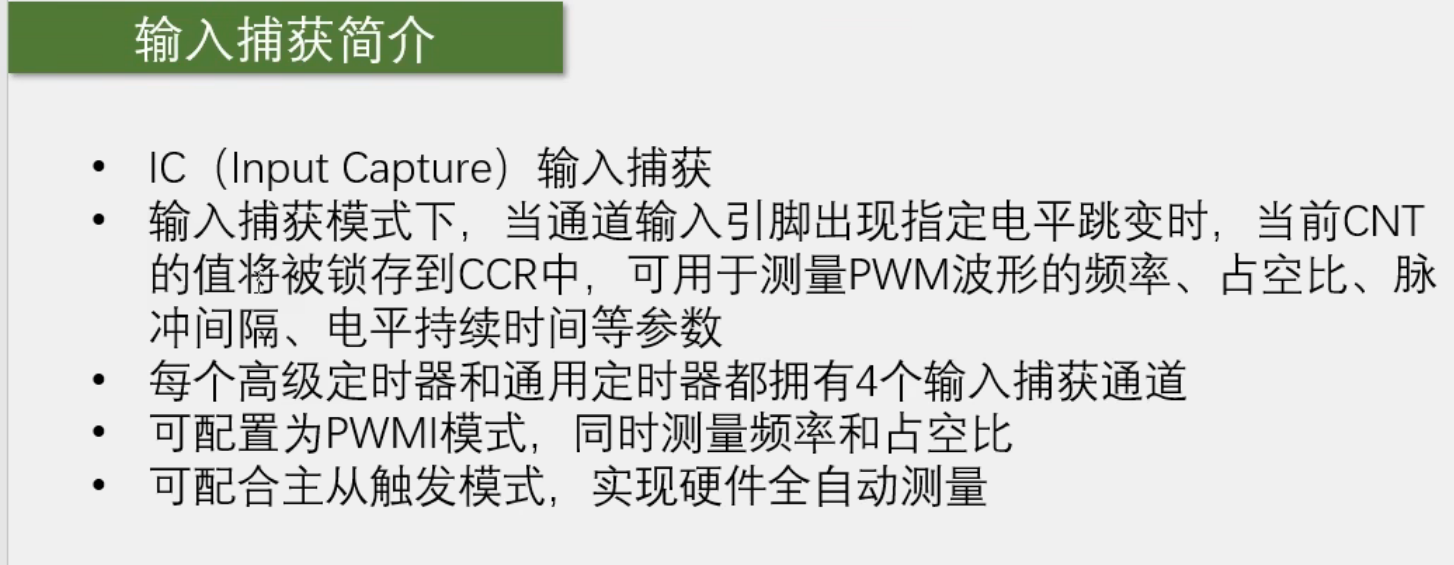 输入捕获简介
• IC（Input Capture）输入捕获
• 输入捕获模式下，当通道输入引脚出现指定电平跳变时，当前CNT
的值将被锁存到CCR中，可用于测量PWM波形的频率、占空比、脉
冲间隔、电平持续时间等参数
• 每个高级定时器和通用定时器都拥有4个输入捕获通道
• 可配置为PWMI模式，同时测量频率和占空比
• 可配合主从触发模式，实现硬件全自动测量